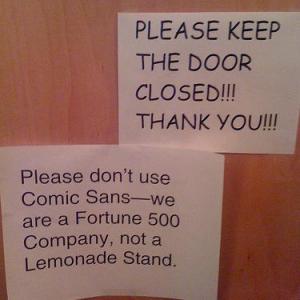 PLEASE KEEP
THE DOOR
CLOSED!!!
THANK YOU!!!
Please don't use
Comic Sans—we
are a Fortune 500
Company, not a
Lemonade Stand.